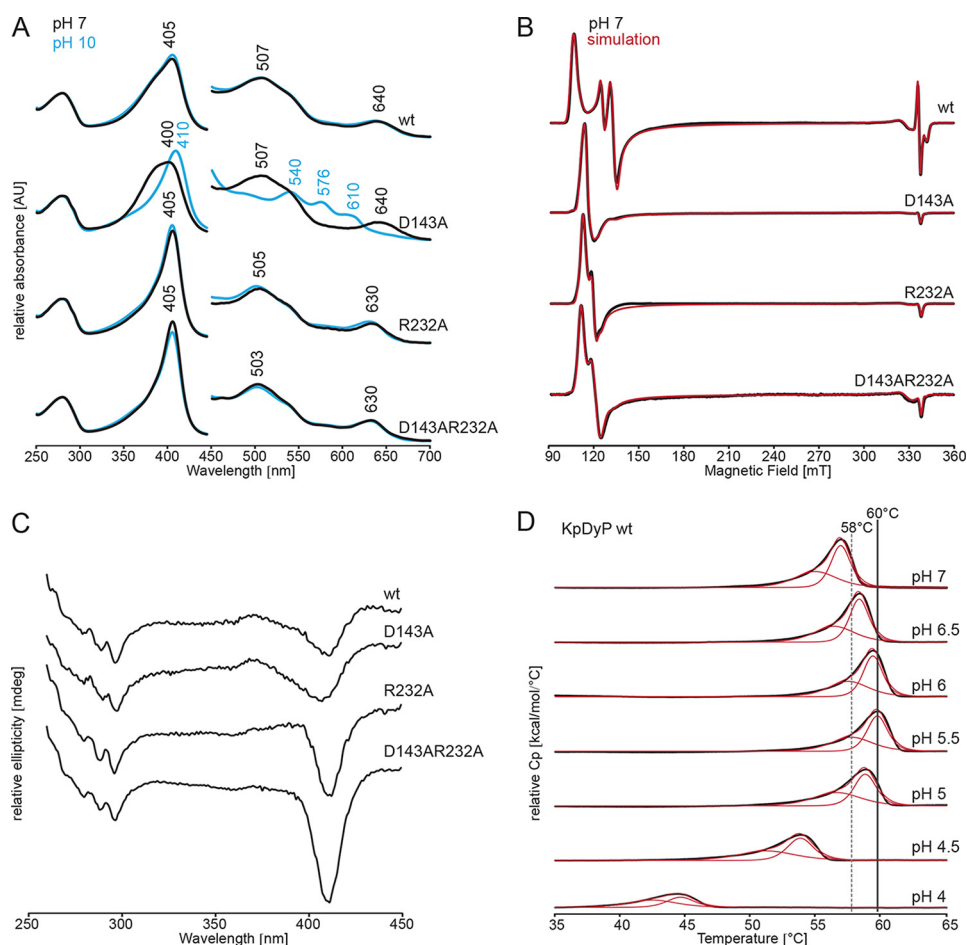 A
pH 7
pH 10
405
507
640
wt
400
410
507
540
576
610
640
D143A
405
505
630
R232A
405
503
630
D143AR232A
relative absorbance [AU]
250 300 350 400 450 500 550 600 650 700
Wavelength [nm]
B
pH 7
simulation
wt
D143A
R232A
D143AR232A
90 120 150 180 210 240 270 300 330 360
Magnetic Field [mT]
C
wt
D143A
R232A
D143AR232A
relative ellipticity [mdeg]
250 300 350 400 450
Wavelength [nm]
D
KpDyP wt
58°C
60°C
pH 7
pH 6.5
pH 6
pH 5.5
pH 5
pH 4.5
pH 4
relative Cp [kcal/mol/°C]
35 40 45 50 55 60 65
Temperature [°C]